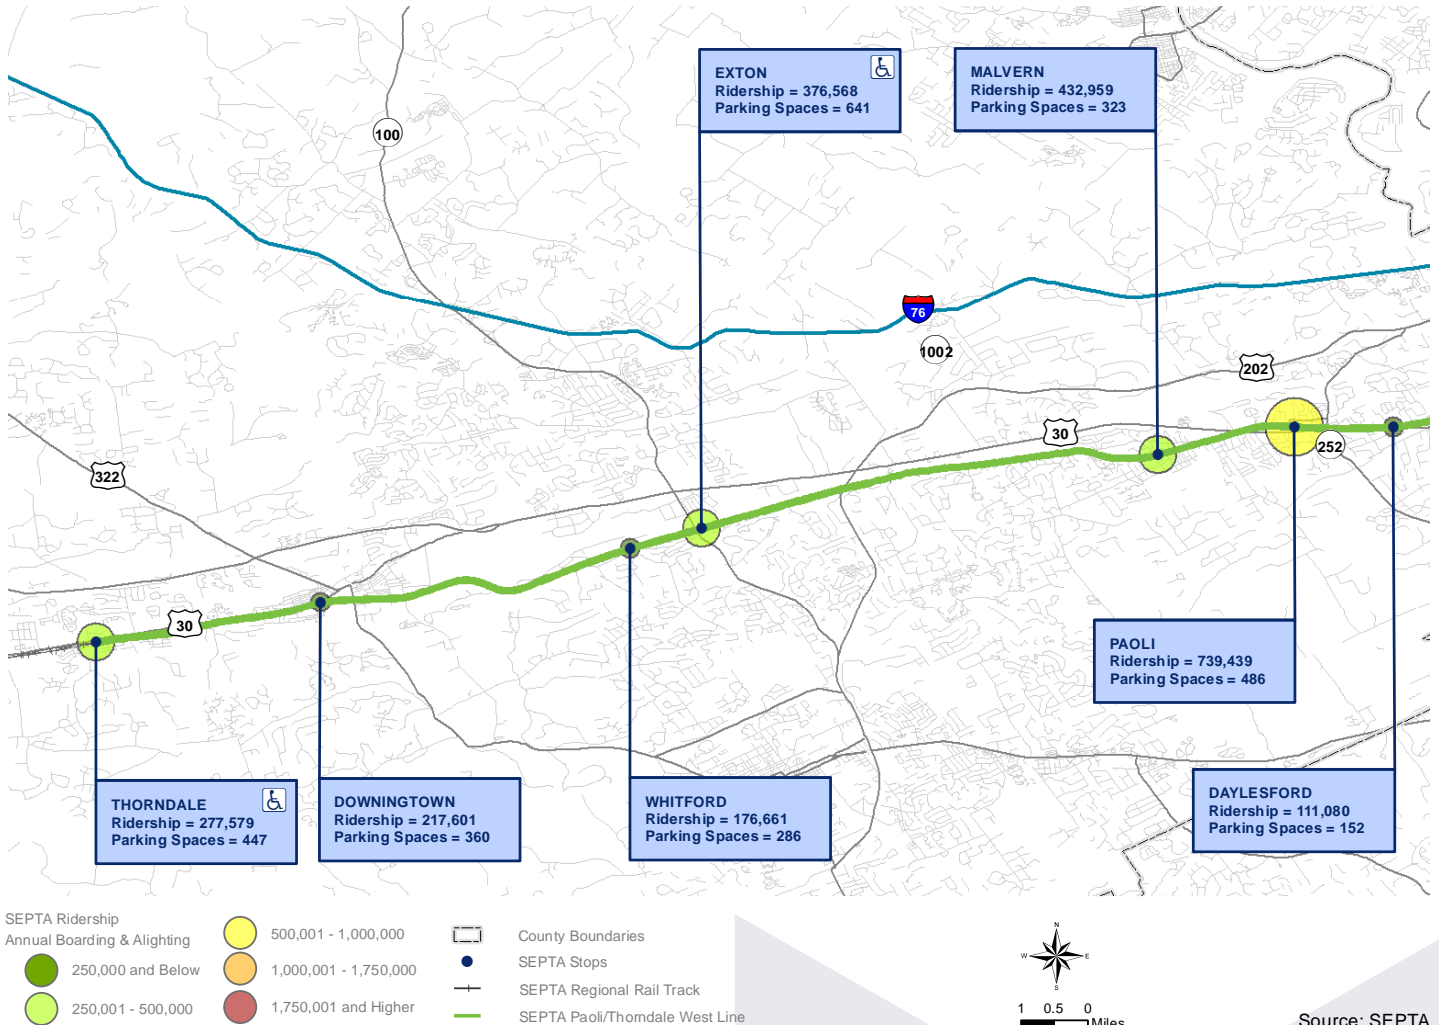 EXTON
Ridership = 376,568
Parking Spaces = 641
MALVERN
Ridership = 432,959
Parking Spaces = 323
100
76
1002
202
30
252
322
30
PAOLI
Ridership = 739,439
Parking Spaces = 486
THORNDALE
Ridership = 277,579
Parking Spaces = 447
DOWNINGTOWN
Ridership = 217,601
Parking Spaces = 360
WHITFORD
Ridership = 176,661
Parking Spaces = 286
DAYLESFORD
Ridership = 111,080
Parking Spaces = 152
SEPTA Ridership
Annual Boarding & Alighting
250,000 and Below
250,001 - 500,000
500,001 - 1,000,000
1,000,001 - 1,750,000
1,750,001 and Higher
County Boundaries
SEPTA Stops
SEPTA Regional Rail Track
SEPTA Paoli/Thorndale West Line
N
W E
S
1 0.5 0
Miles
Source: SEPTA